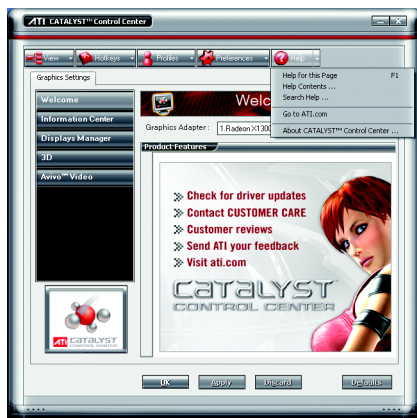 ATI CATALYST™ Control Center
View Hotkeys Profiles Preferences Help
Graphics Settings
Help for this Page F1
Help Contents ...
Search Help ...
Go to ATI.com
About CATALYST™ Control Center ...
Welcome
Information Center
Displays Manager
3D
Avivo™ Video
Welc
Graphics Adapter : 1.Radeon X1300
Product Features
Check for driver updates
Contact CUSTOMER CARE
Customer reviews
Send ATI your feedback
Visit ati.com
CATALYST
CONTROL CENTER
ATI CATALYST
CONTROL CENTER
OK Apply Discard Defaults